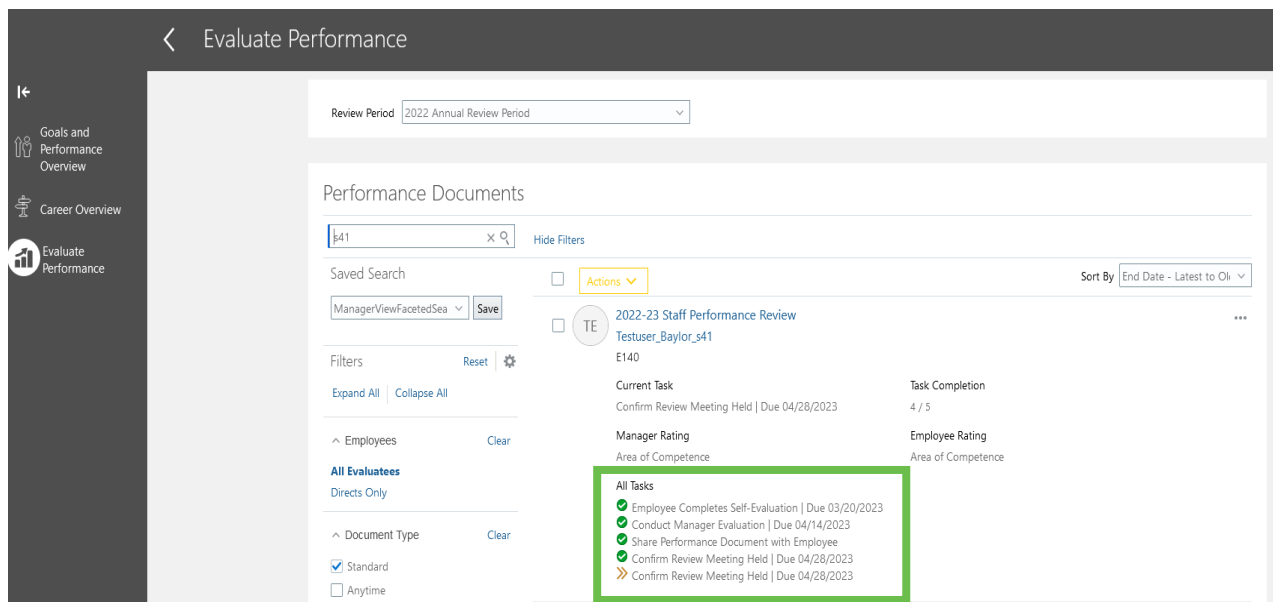 Evaluate Performance
Goals and
Performance
Overview
Career Overview
Evaluate
Performance
Review Period 2022 Annual Review Period
Performance Documents
s41
Hide Filters
Saved Search
ManagerViewFacetedSea
Save
Actions
Sort By End Date - Latest to Ol
TE
2022-23 Staff Performance Review
Testuser_Baylor_s41
E140
Filters
Reset
Expand All
Collapse All
Current Task
Confirm Review Meeting Held | Due 04/28/2023
Task Completion
4 / 5
Employees
Clear
All Evaluatees
Directs Only
Manager Rating
Area of Competence
Employee Rating
Area of Competence
Document Type
Clear
Standard
Anytime
All Tasks
Employee Completes Self-Evaluation | Due 03/20/2023
Conduct Manager Evaluation | Due 04/14/2023
Share Performance Document with Employee
Confirm Review Meeting Held | Due 04/28/2023
Confirm Review Meeting Held | Due 04/28/2023